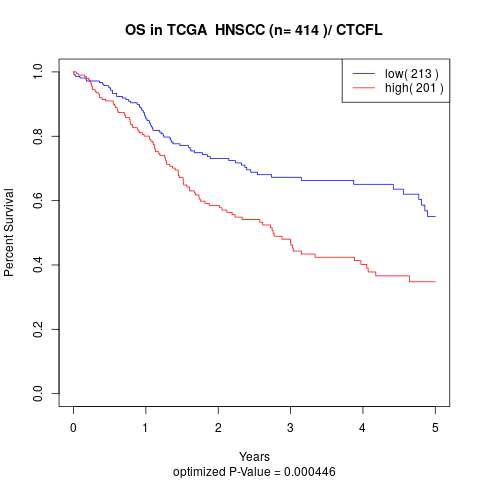 OS in TCGA  HNSCC (n= 414 )/ CTCFL
low( 213 )
high( 201 )
Percent Survival
1.0
0.8
0.6
0.4
0.2
0.0
0 1 2 3 4 5
Years
optimized P-Value = 0.000446